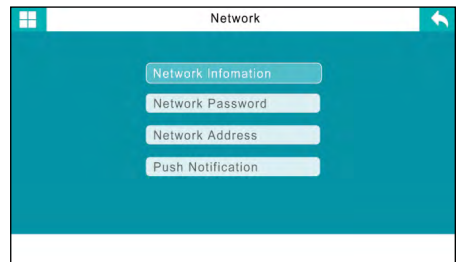 Network
Network Infomation
Network Password
Network Address
Push Notification